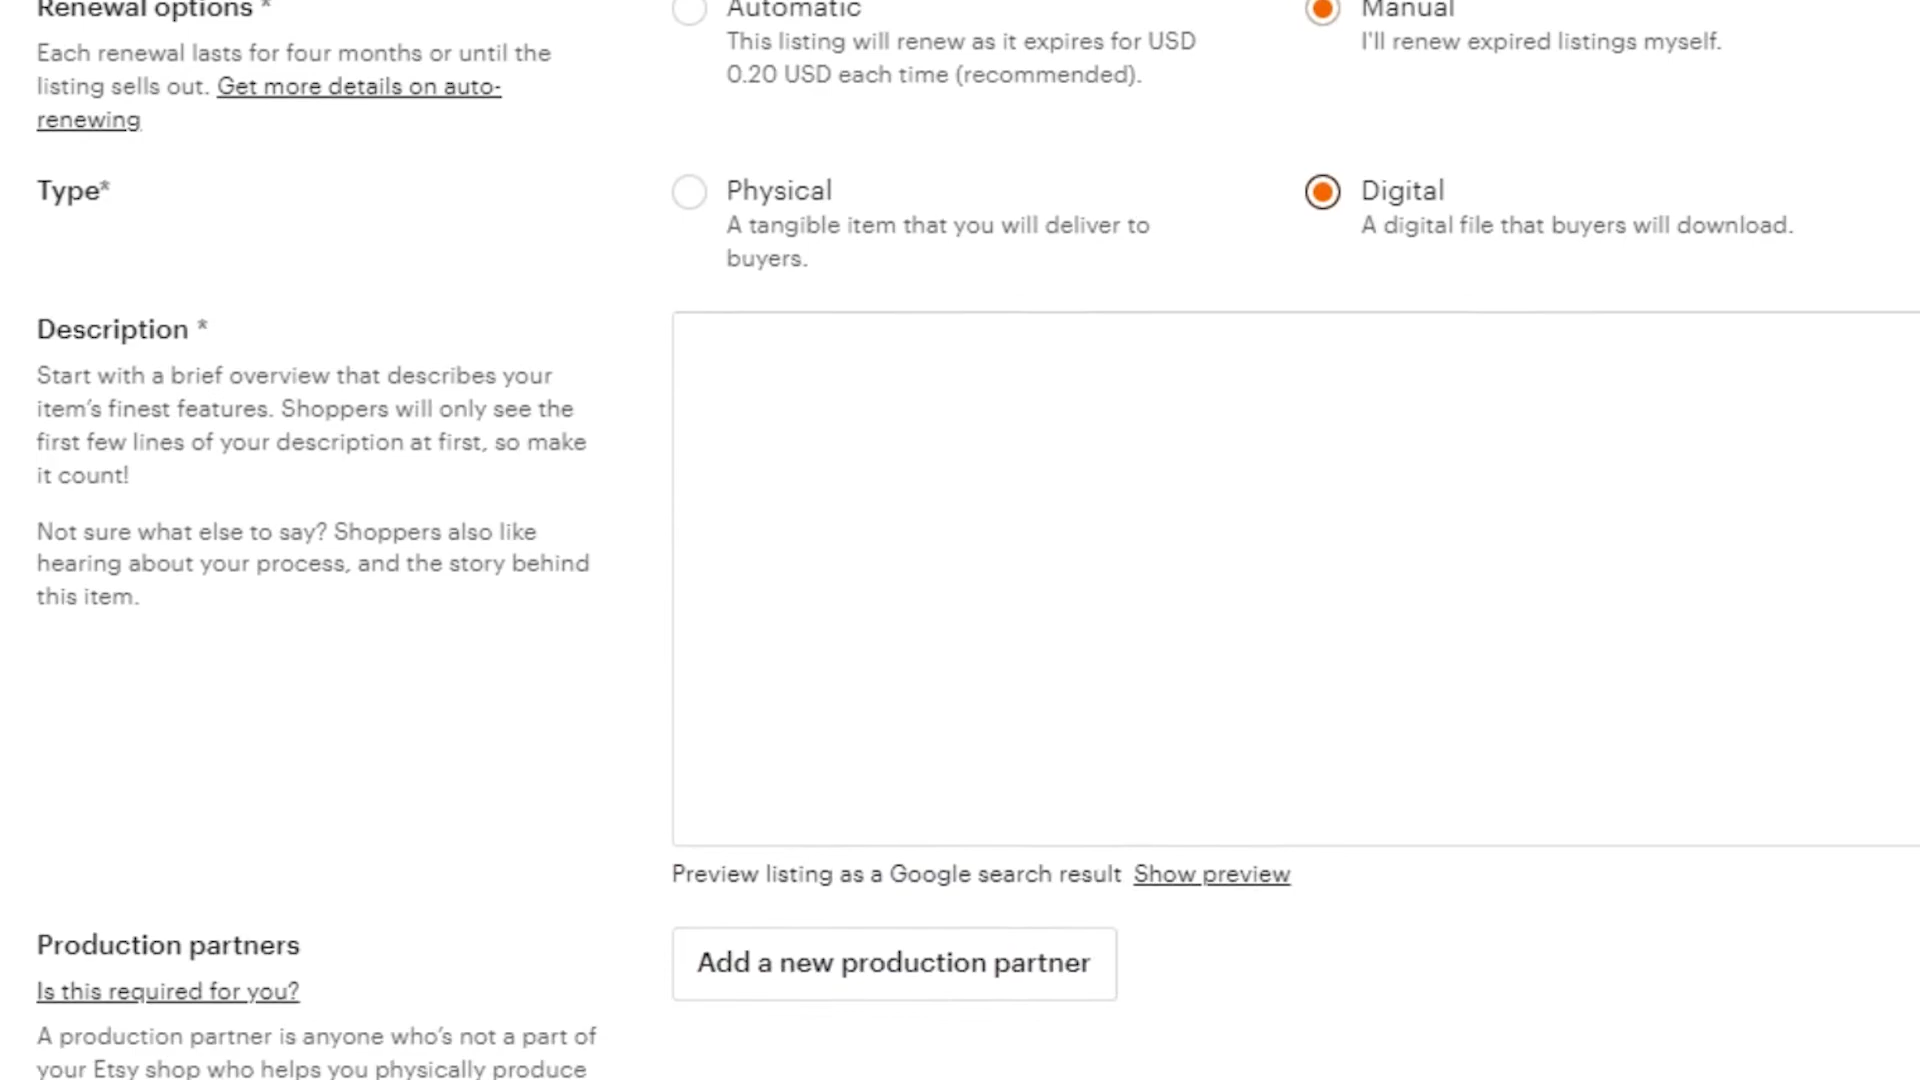 Renewal options *
Each renewal lasts for four months or until the
listing sells out. Get more details on auto-
renewing
Automatic
This listing will renew as it expires for USD
0.20 USD each time (recommended).
Manual
I'll renew expired listings myself.
Type*
Physical
A tangible item that you will deliver to
buyers.
Digital
A digital file that buyers will download.
Description *
Start with a brief overview that describes your
item's finest features. Shoppers will only see the
first few lines of your description at first, so make
it count!
Not sure what else to say? Shoppers also like
hearing about your process, and the story behind
this item.
Preview listing as a Google search result Show preview
Production partners
Is this required for you?
A production partner is anyone who's not a part of
your Etsy shop who helps you physically produce
Add a new production partner